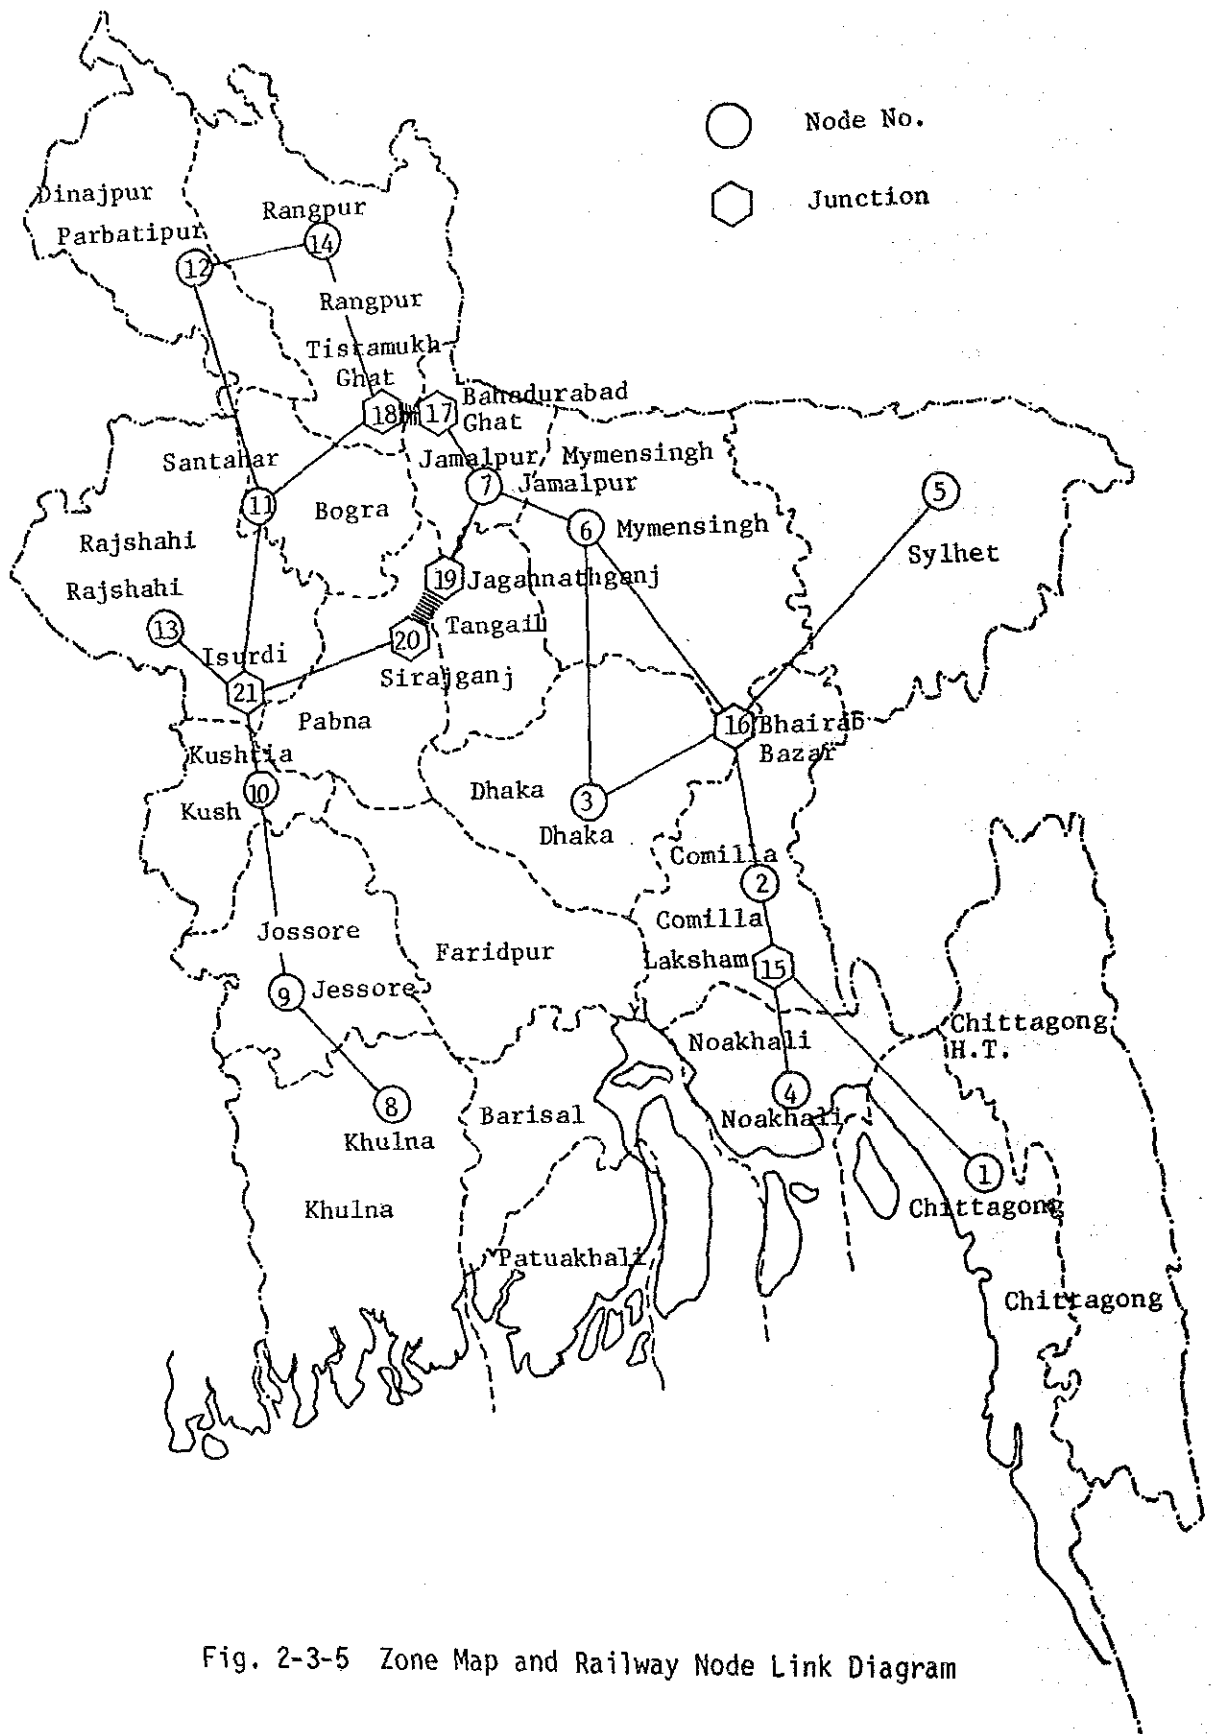 Node No.
Junction
Dinajpur
Rangpur
Parbatipur
14
12
Rangpur
Tistamukh
Ghat
Bahadurabad
Ghat
18
17
Santahar
Jamalpur
Mymensingh
7
Jamalpur
5
11
Bogra
6
Mymensingh
Rajshahi
Sylhet
Rajshahi
19
Jagannathganj
13
20
Tangail
Isurdi
Sirajganj
21
Pabna
16
Bhairab
Bazar
Kushtia
10
Dhaka
3
Kush
Dhaka
Comilla
2
Comilla
Jossore
Faridpur
Laksham
15
9
Jessore
Chittagong
H.T.
Noakhali
4
8
Barisal
Noakhali
Khulna
1
Khulna
Chittagong
Patuakhali
Chittagong
Fig. 2-3-5 Zone Map and Railway Node Link Diagram